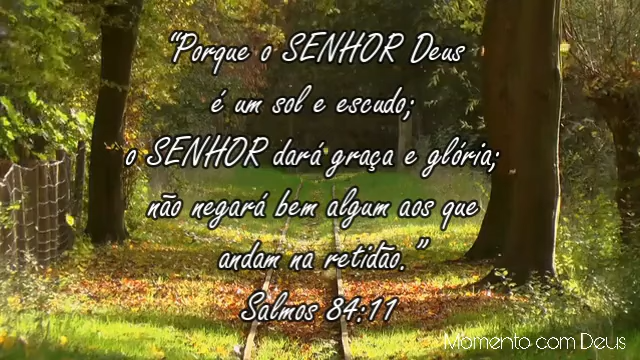 “Porque o SENHOR Deus
é um sol e escudo;
o SENHOR dará graça e glória;
não negará bem algum aos que
andam na retidão.”
Salmos 84:11
Momento com Deus